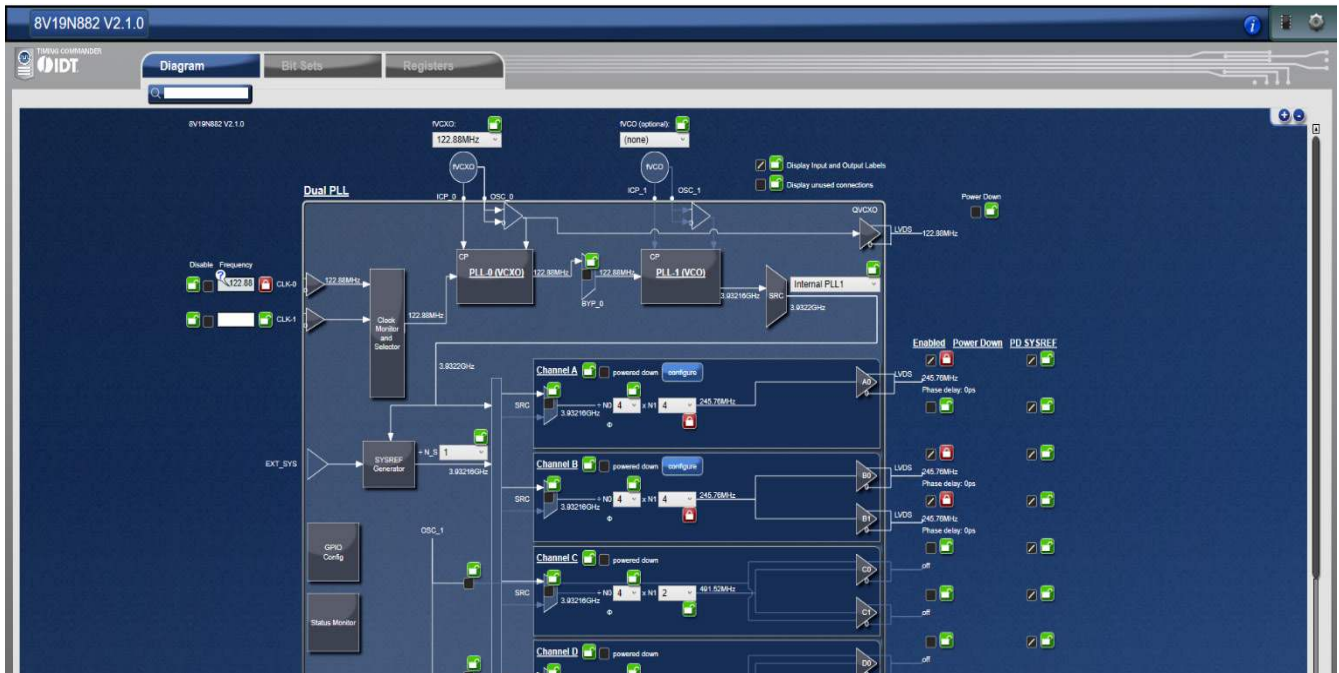 8V19N882 V2.1.0
TIMING COMMANDER
IDT
Diagram
Bit Sets
Registers
8V19N882 V2.1.0
fVCXO:
122.88MHz
fVCO (optional):
(none)
fVCXO
fVCO
Display Input and Output Labels
Display unused connections
Dual PLL
ICP_0
OSC_0
ICP_1
OSC_1
QVCXO
Power Down
LVDS
122.88MHz
CP
PLL-0 (VCXO)
122.88MHz
122.88MHz
BYP_0
CP
PLL-1 (VCO)
3.93216GHz
SRC
Internal PLL1
3.9322GHz
Disable
Frequency
122.88
CLK-0
122.88MHz
CLK-1
Clock
Monitor
and
Selector
122.88MHz
3.9322GHz
Enabled
Power Down
PD SYSREF
Channel A
powered down
configure
SRC
3.93216GHz
÷ N0
4
x N1
4
245.76MHz
Φ
A0
LVDS
245.76MHz
Phase delay: 0ps
EXT_SYS
SYSREF
Generator
÷ N_S
1
3.93216GHz
Channel B
powered down
configure
SRC
3.93216GHz
÷ N0
4
x N1
4
245.76MHz
Φ
B0
LVDS
245.76MHz
Phase delay: 0ps
B1
LVDS
245.76MHz
Phase delay: 0ps
GPIO
Config
OSC_1
Channel C
powered down
SRC
3.93216GHz
÷ N0
4
x N1
2
491.52MHz
C0
off
C1
off
Status Monitor
Channel D
powered down
D0
off